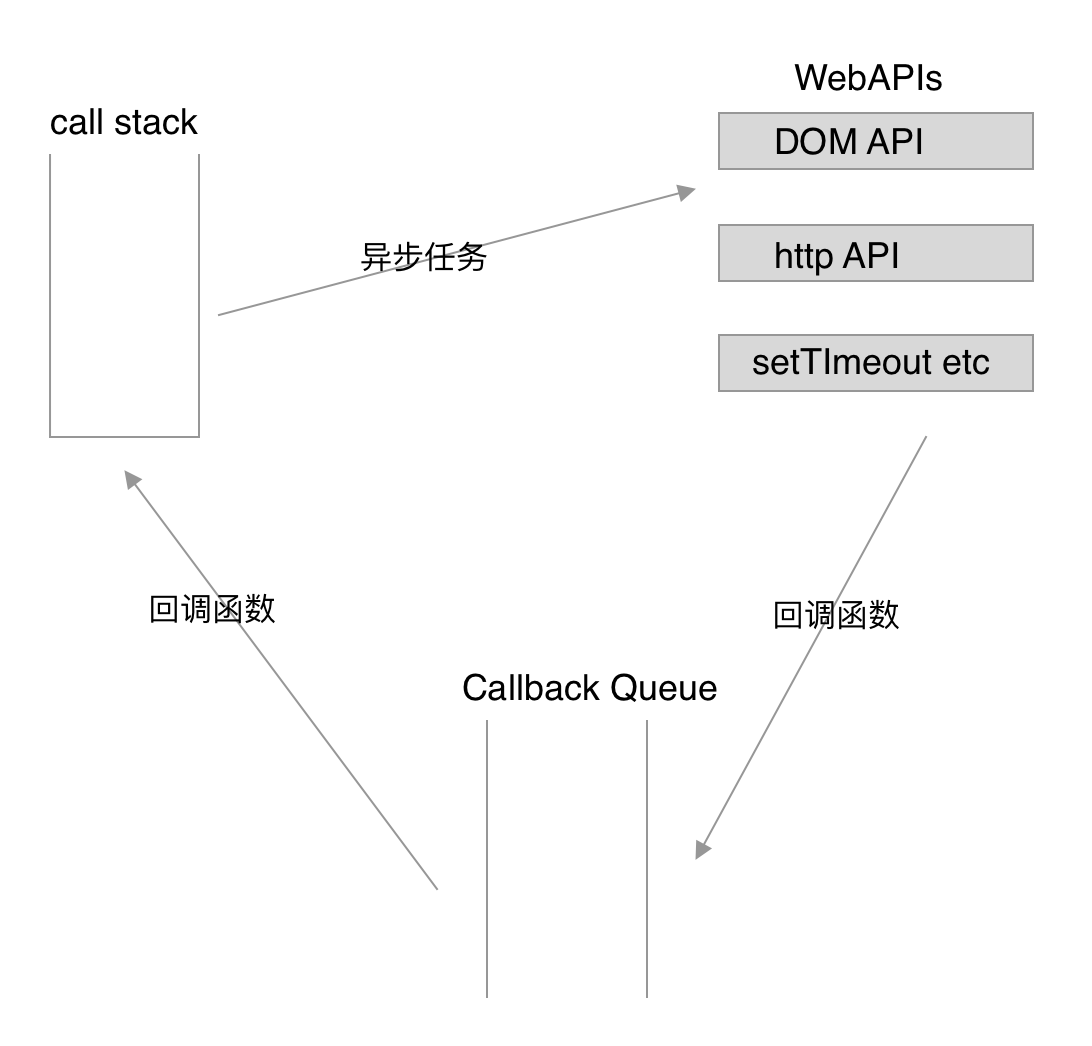 WebAPIs
call stack
DOM API
异步任务
http API
setTImeout etc
回调函数
回调函数
Callback Queue